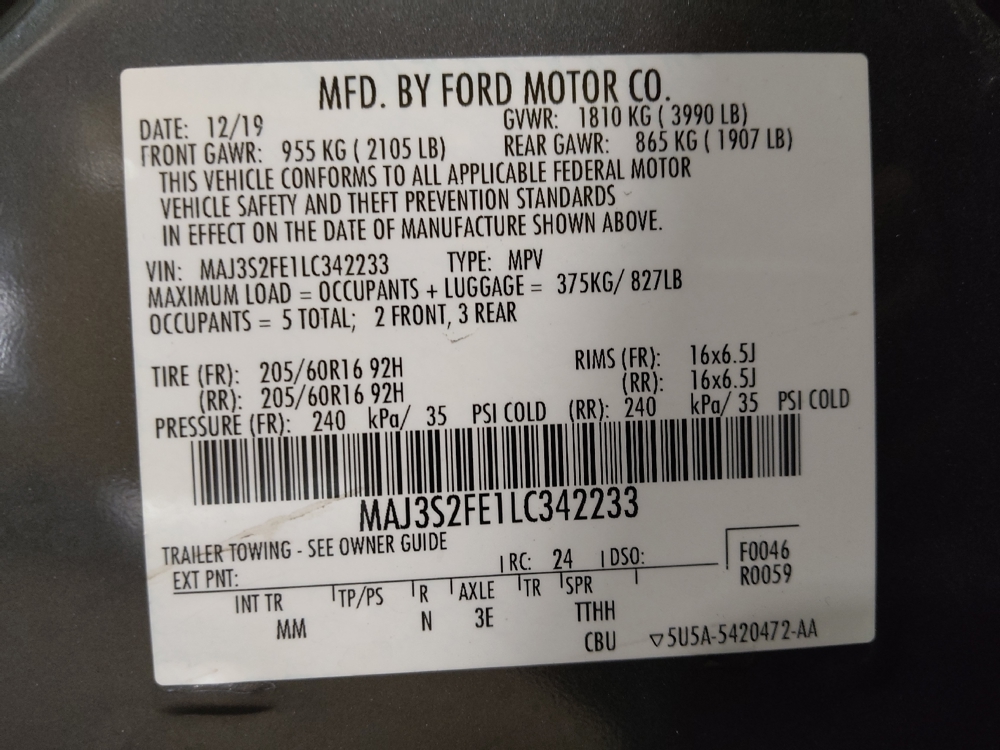 MFD. BY FORD MOTOR CO.
DATE: 12/19 GVWR: 1810 KG ( 3990 LB)
FRONT GAWR: 955 KG ( 2105 LB) REAR GAWR: 865 KG ( 1907 LB)
THIS VEHICLE CONFORMS TO ALL APPLICABLE FEDERAL MOTOR
VEHICLE SAFETY AND THEFT PREVENTION STANDARDS
IN EFFECT ON THE DATE OF MANUFACTURE SHOWN ABOVE.
VIN: MAJ3S2FE1LC342233 TYPE: MPV
MAXIMUM LOAD = OCCUPANTS + LUGGAGE = 375KG/ 827LB
OCCUPANTS = 5 TOTAL; 2 FRONT, 3 REAR
TIRE (FR): 205/60R16 92H RIMS (FR): 16x6.5J
(RR): 205/60R16 92H (RR): 16x6.5J
PRESSURE (FR): 240 kPa/ 35 PSI COLD (RR): 240 kPa/ 35 PSI COLD
MAJ3S2FE1LC342233
TRAILER TOWING - SEE OWNER GUIDE
EXT PNT: RC: 24 DSO: F0046
R0059
INT TR TP/PS R AXLE TR SPR
MM N 3E TTHH
CBU ▽5U5A-5420472-AA